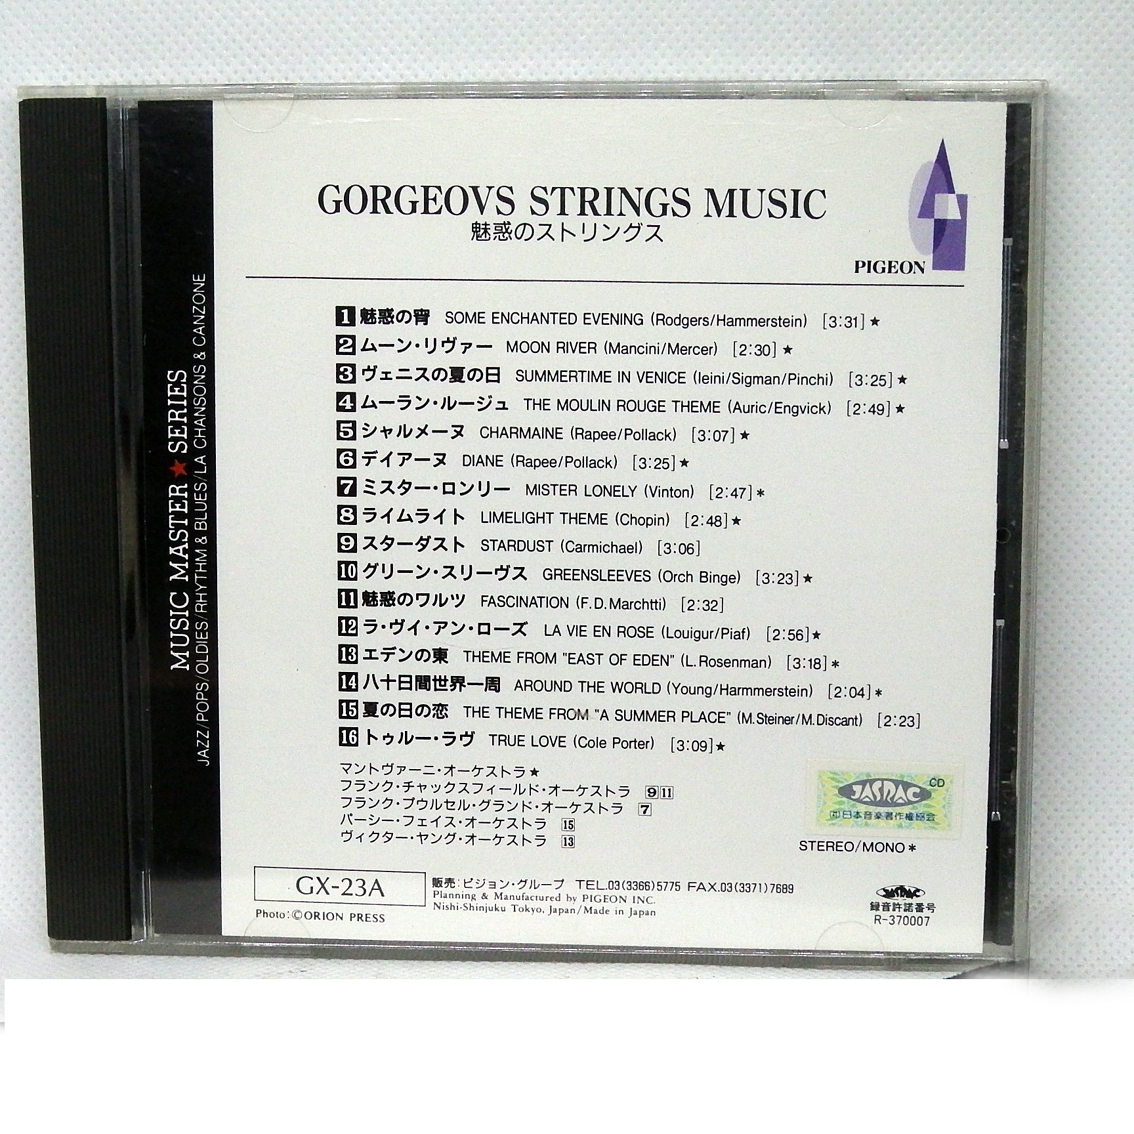 GORGEOVS STRINGS MUSIC
魅惑のストリングス
PIGEON
MUSIC MASTER ★ SERIES
JAZZ/POPS/OLDIES/RHYTHM & BLUES/LA CHANSONS & CANZONE
1 魅惑の宵 SOME ENCHANTED EVENING (Rodgers/Hammerstein) [3:31]★
2 ムーン・リヴァー MOON RIVER (Mancini/Mercer) [2:30]★
3 ヴェニスの夏の日 SUMMERTIME IN VENICE (Ieini/Sigman/Pinchi) [3:25]★
4 ムーラン・ルージュ THE MOULIN ROUGE THEME (Auric/Engvick) [2:49]★
5 シャルメーヌ CHARMAINE (Rapee/Pollack) [3:07]★
6 デイアーヌ DIANE (Rapee/Pollack) [3:25]★
7 ミスター・ロンリー MISTER LONELY (Vinton) [2:47]*
8 ライムライト LIMELIGHT THEME (Chopin) [2:48]★
9 スターダスト STARDUST (Carmichael) [3:06]
10 グリーン・スリーヴス GREENSLEEVES (Orch Binge) [3:23]★
11 魅惑のワルツ FASCINATION (F.D.Marchtti) [2:32]
12 ラ・ヴイ・アン・ローズ LA VIE EN ROSE (Louigur/Piaf) [2:56]★
13 エデンの東 THEME FROM "EAST OF EDEN" (L.Rosenman) [3:18]*
14 八十日間世界一周 AROUND THE WORLD (Young/Harmmerstein) [2:04]*
15 夏の日の恋 THE THEME FROM "A SUMMER PLACE" (M.Steiner/M.Discant) [2:23]
16 トゥルー・ラヴ TRUE LOVE (Cole Porter) [3:09]★
マントヴァーニ・オーケストラ★
フランク・チャックスフィールド・オーケストラ 9 11
フランク・プウルセル・グランド・オーケストラ 7
パーシー・フェイス・オーケストラ 15
ヴィクター・ヤング・オーケストラ 13
CD
JASRAC
(社)日本音楽著作権協会
STEREO/MONO*
GX-23A
販売:ピジョン・グループ TEL.03(3366)5775 FAX.03(3371)7689
Planning & Manufactured by PIGEON INC.
Nishi-Shinjuku Tokyo, Japan/Made in Japan
Photo:©ORION PRESS
JASRAC
録音許諾番号
R-370007